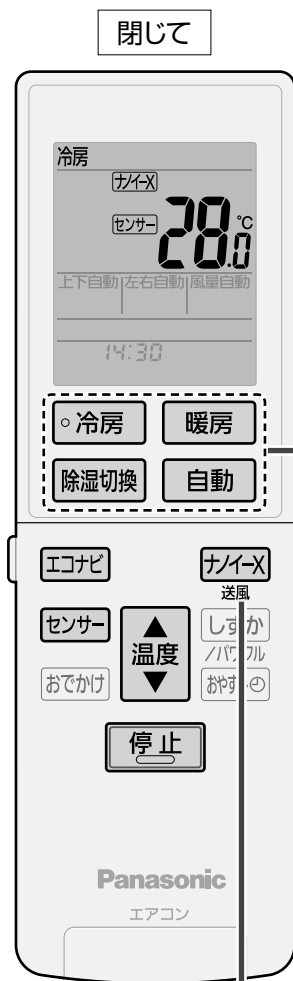 閉じて
冷房
ナノイーX
センサー 28.0℃
上下自動 左右自動 風量自動
14:30
冷房 暖房
除湿切換 自動
エコナビ ナノイーX
送風
センサー ▲ 温度 ▼ しずか
/パワフル
おでかけ おやすみ
停止
Panasonic
エアコン